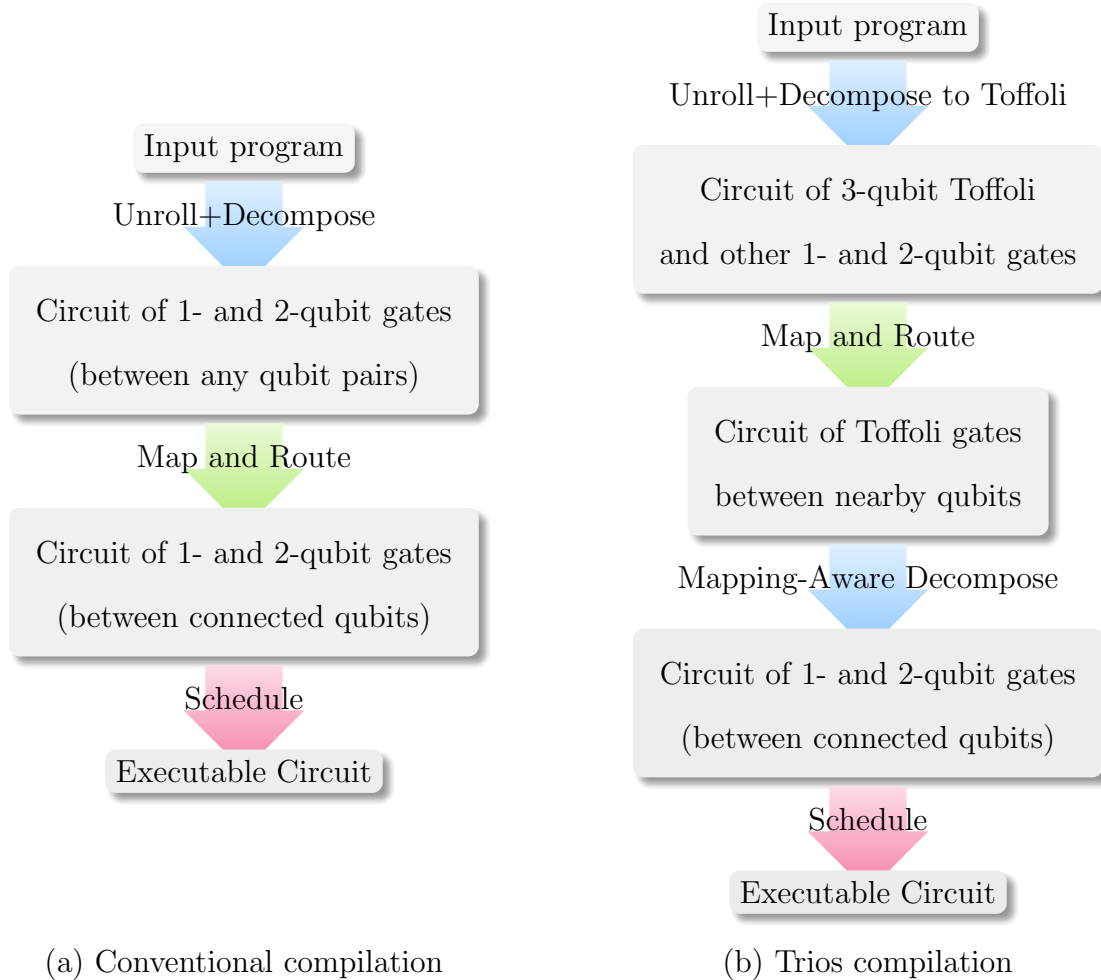 Input program
Unroll+Decompose
Circuit of 1- and 2-qubit gates
(between any qubit pairs)
Map and Route
Circuit of 1- and 2-qubit gates
(between connected qubits)
Schedule
Executable Circuit
(a) Conventional compilation
Input program
Unroll+Decompose to Toffoli
Circuit of 3-qubit Toffoli
and other 1- and 2-qubit gates
Map and Route
Circuit of Toffoli gates
between nearby qubits
Mapping-Aware Decompose
Circuit of 1- and 2-qubit gates
(between connected qubits)
Schedule
Executable Circuit
(b) Trios compilation